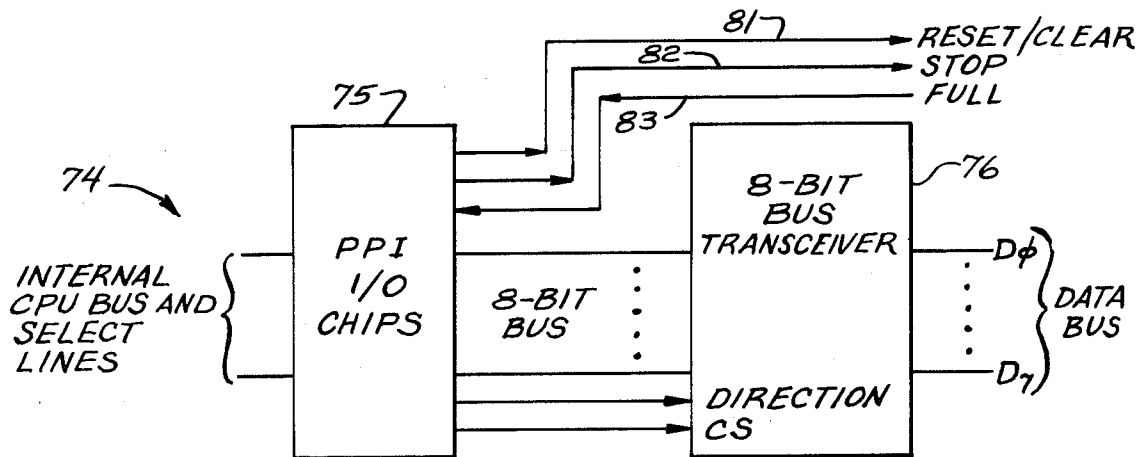 81
RESET/CLEAR
82
STOP
83
FULL
75
74
76
PPI
I/O
CHIPS
8-BIT
BUS
TRANSCEIVER
INTERNAL
CPU BUS AND
SELECT
LINES
8-BIT
BUS
Dφ
D7
DATA
BUS
DIRECTION
CS